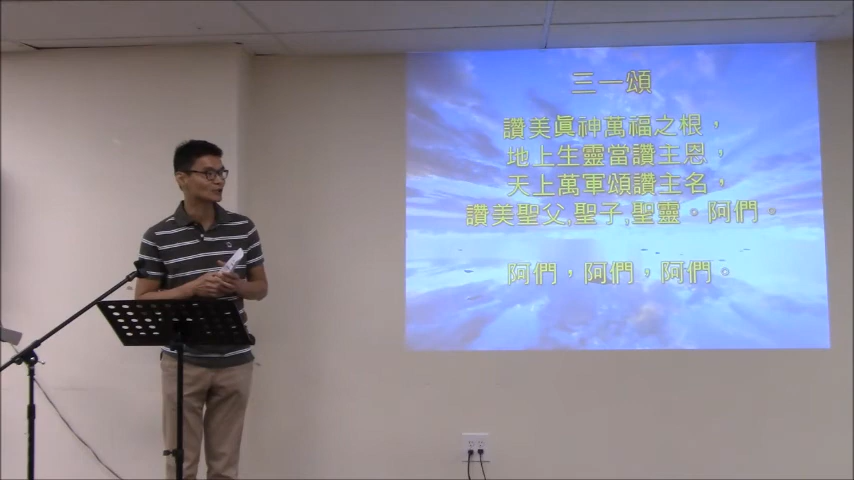 三一頌
讚美眞神萬福之根，
地上生靈當讚主恩，
天上萬軍頌讚主名，
讚美聖父,聖子,聖靈。阿們。
阿們，阿們，阿們。